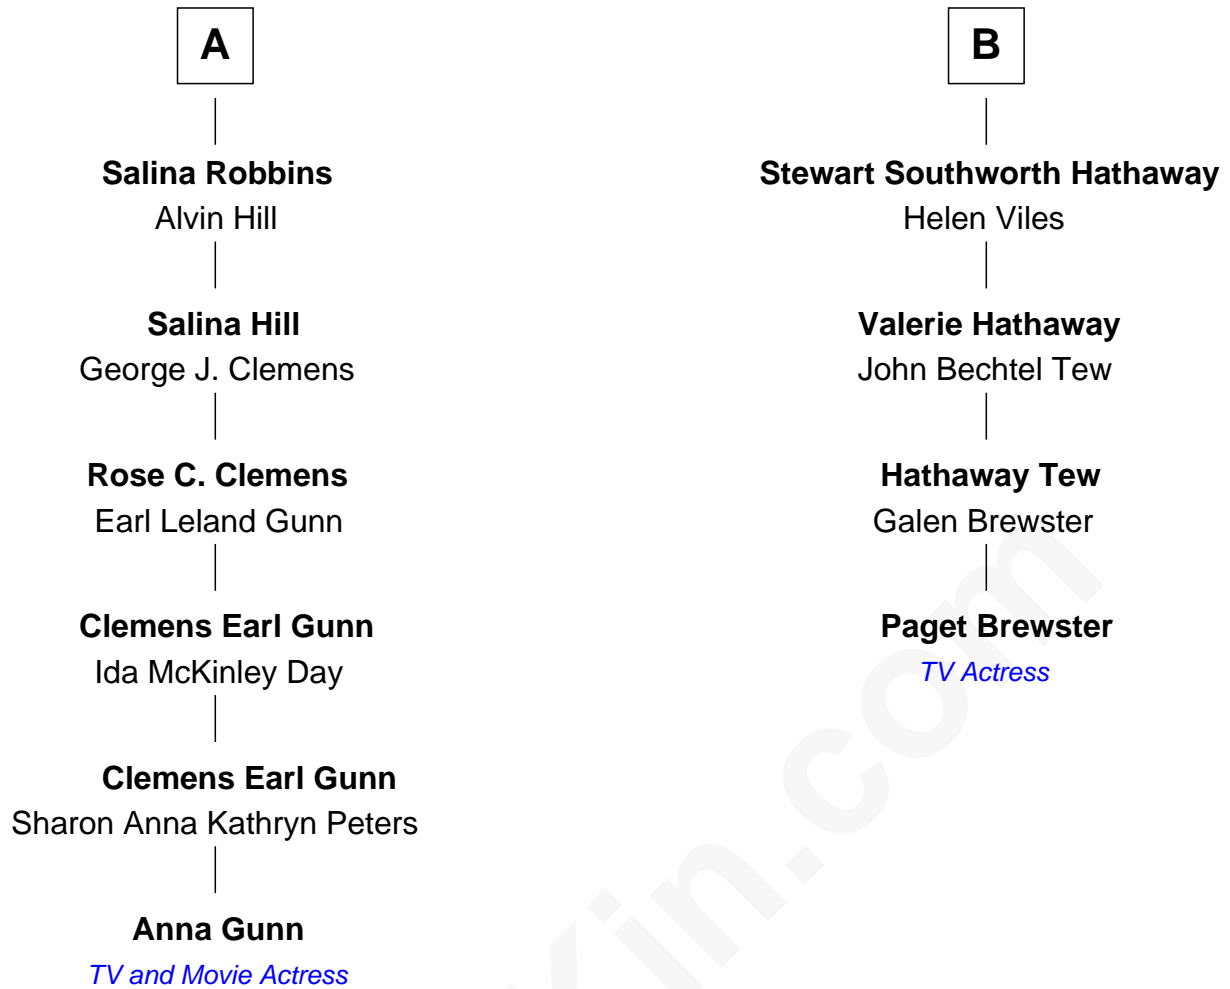 A
Salina Robbins
Alvin Hill
Salina Hill
George J. Clemens
Rose C. Clemens
Earl Leland Gunn
Clemens Earl Gunn
Ida McKinley Day
Clemens Earl Gunn
Sharon Anna Kathryn Peters
Anna Gunn
TV and Movie Actress
B
Stewart Southworth Hathaway
Helen Viles
Valerie Hathaway
John Bechtel Tew
Hathaway Tew
Galen Brewster
Paget Brewster
TV Actress
Kin.com